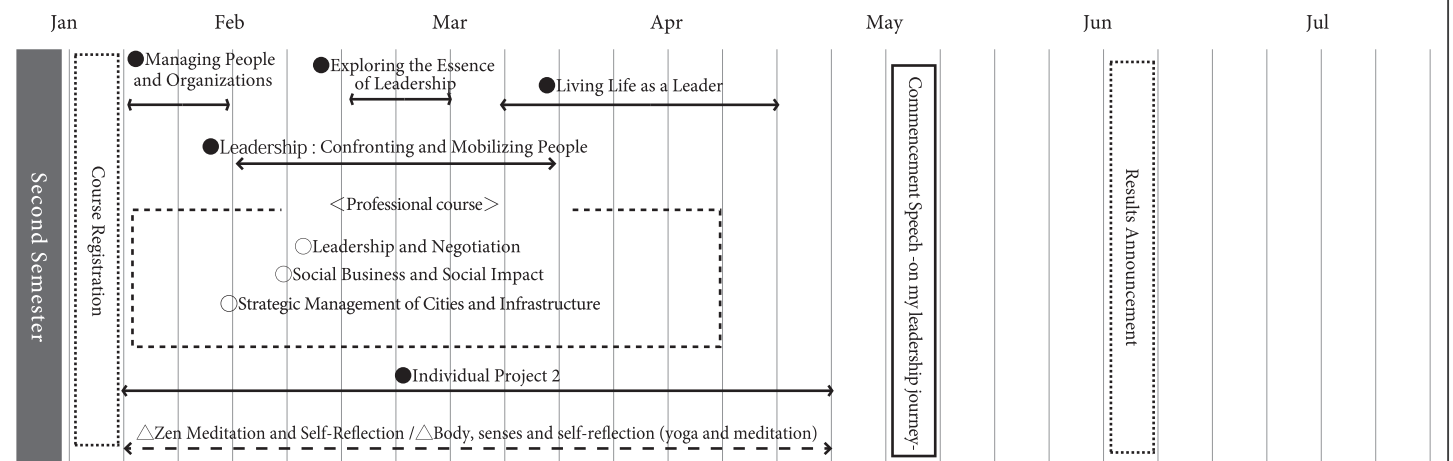 Jan Feb Mar Apr May Jun Jul
Second Semester
Course Registration
●Managing People
and Organizations
●Exploring the Essence
of Leadership
●Living Life as a Leader
●Leadership : Confronting and Mobilizing People
＜Professional course＞
○Leadership and Negotiation
○Social Business and Social Impact
○Strategic Management of Cities and Infrastructure
●Individual Project 2
△Zen Meditation and Self-Reflection /△Body, senses and self-reflection (yoga and meditation)
Commencement Speech -on my leadership journey-
Results Announcement